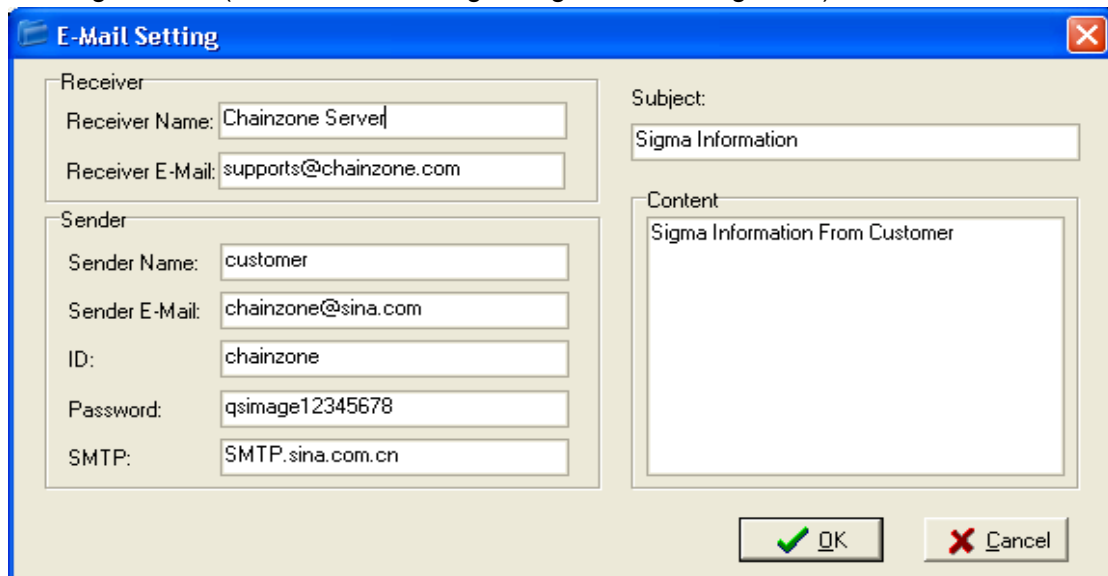 E-Mail Setting
Receiver
Receiver Name: Chainzone Server
Receiver E-Mail: supports@chainzone.com
Sender
Sender Name: customer
Sender E-Mail: chainzone@sina.com
ID: chainzone
Password: qsimage12345678
SMTP: SMTP.sina.com.cn
Subject:
Sigma Information
Content
Sigma Information From Customer
OK
Cancel